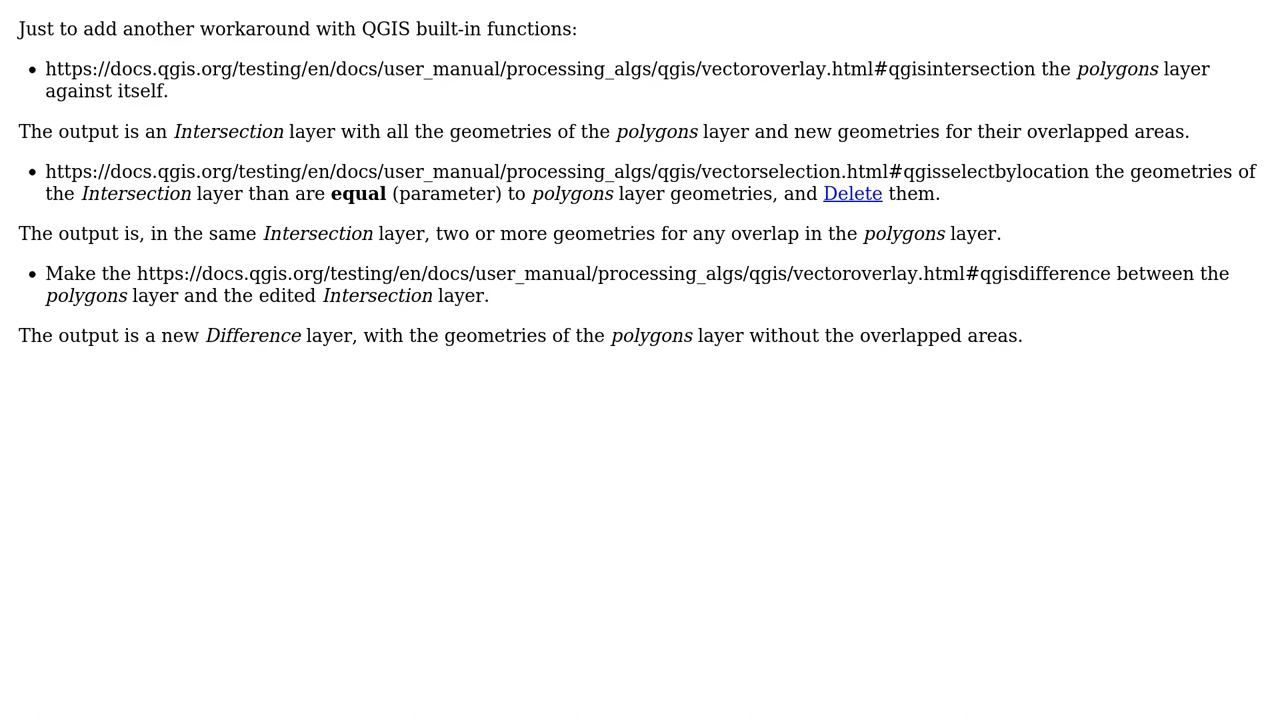 Just to add another workaround with QGIS built-in functions:
• https://docs.qgis.org/testing/en/docs/user_manual/processing_algs/qgis/vectoroverlay.html#qgisintersection the polygons layer
against itself.
The output is an Intersection layer with all the geometries of the polygons layer and new geometries for their overlapped areas.
• https://docs.qgis.org/testing/en/docs/user_manual/processing_algs/qgis/vectorselection.html#qgisselectbylocation the geometries of
the Intersection layer than are equal (parameter) to polygons layer geometries, and Delete them.
The output is, in the same Intersection layer, two or more geometries for any overlap in the polygons layer.
• Make the https://docs.qgis.org/testing/en/docs/user_manual/processing_algs/qgis/vectoroverlay.html#qgisdifference between the
polygons layer and the edited Intersection layer.
The output is a new Difference layer, with the geometries of the polygons layer without the overlapped areas.